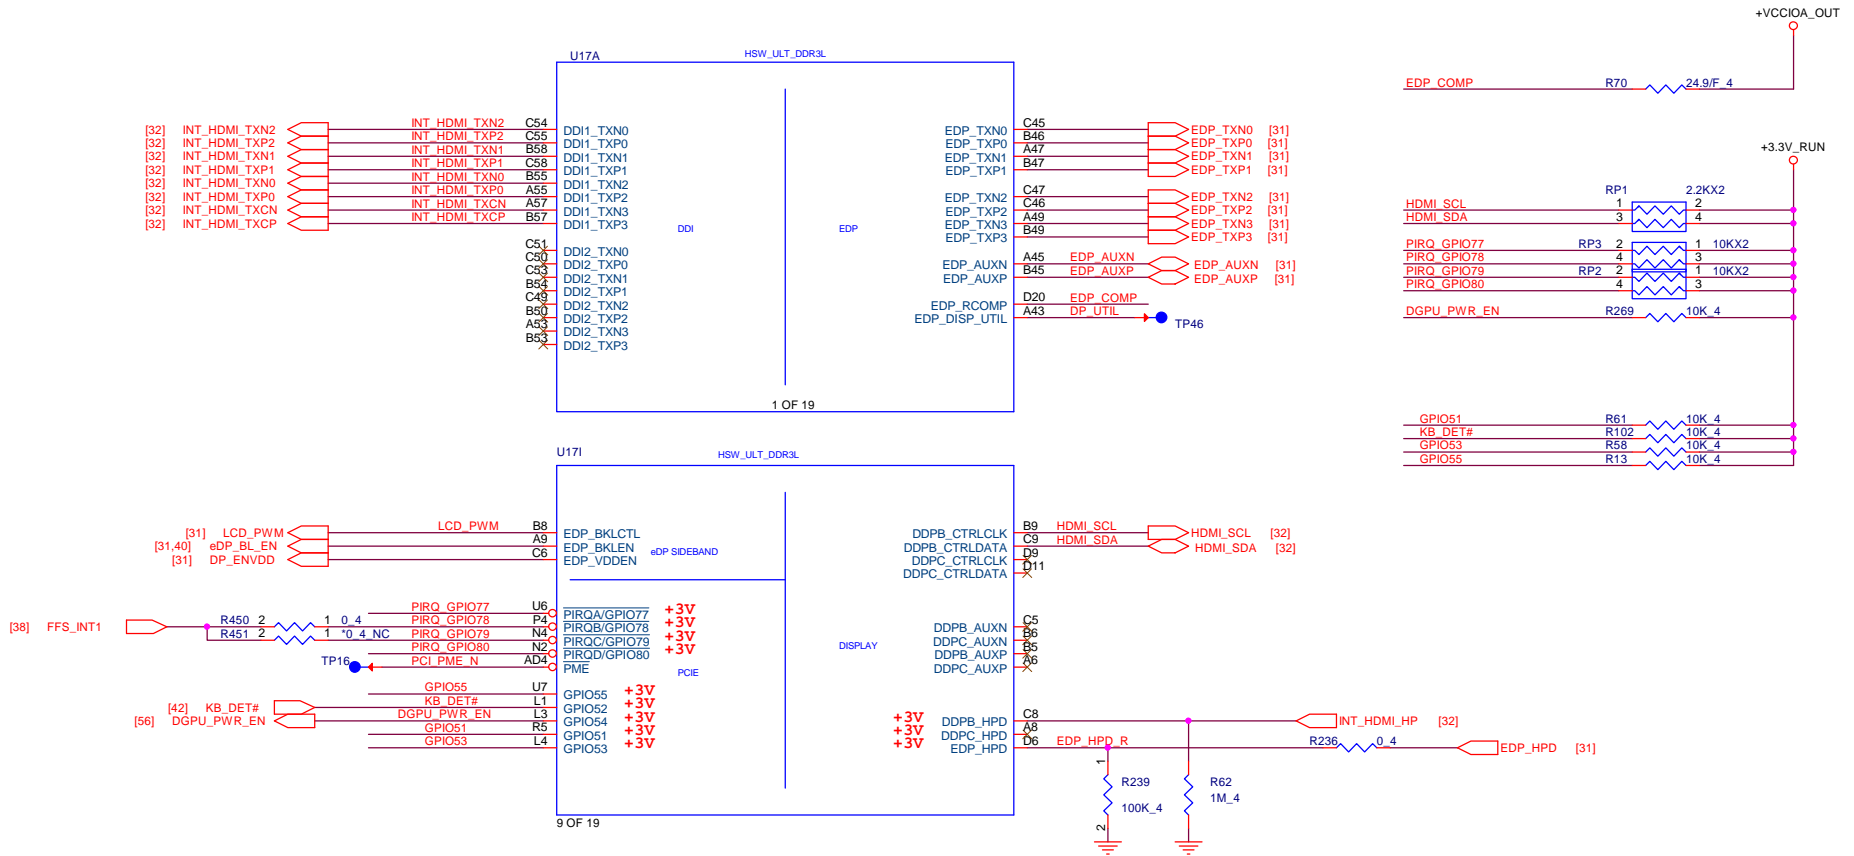 +VCCIOA_OUT
EDP_COMP R70 24.9/F_4
+3.3V_RUN
RP1 2.2KX2
HDMI_SCL 1 2
HDMI_SDA 3 4
PIRQ_GPIO77 RP3 2 1 10KX2
PIRQ_GPIO78 4 3
PIRQ_GPIO79 RP2 2 1 10KX2
PIRQ_GPIO80 4 3
DGPU_PWR_EN R269 10K_4
GPIO51 R61 10K_4
KB_DET# R102 10K_4
GPIO53 R58 10K_4
GPIO55 R13 10K_4
U17A HSW_ULT_DDR3L
[32] INT_HDMI_TXN2 INT_HDMI_TXN2 C54 DDI1_TXN0
[32] INT_HDMI_TXP2 INT_HDMI_TXP2 C55 DDI1_TXP0
[32] INT_HDMI_TXN1 INT_HDMI_TXN1 B58 DDI1_TXN1
[32] INT_HDMI_TXP1 INT_HDMI_TXP1 C58 DDI1_TXP1
[32] INT_HDMI_TXN0 INT_HDMI_TXN0 B55 DDI1_TXN2
[32] INT_HDMI_TXP0 INT_HDMI_TXP0 A55 DDI1_TXP2
[32] INT_HDMI_TXCN INT_HDMI_TXCN A57 DDI1_TXN3
[32] INT_HDMI_TXCP INT_HDMI_TXCP B57 DDI1_TXP3
C51 DDI2_TXN0
C50 DDI2_TXP0
C53 DDI2_TXN1
B54 DDI2_TXP1
C49 DDI2_TXN2
B50 DDI2_TXP2
A53 DDI2_TXN3
B53 DDI2_TXP3
DDI EDP
EDP_TXN0 C45 EDP_TXN0 [31]
EDP_TXP0 B46 EDP_TXP0 [31]
EDP_TXN1 A47 EDP_TXN1 [31]
EDP_TXP1 B47 EDP_TXP1 [31]
EDP_TXN2 C47 EDP_TXN2 [31]
EDP_TXP2 C46 EDP_TXP2 [31]
EDP_TXN3 A49 EDP_TXN3 [31]
EDP_TXP3 B49 EDP_TXP3 [31]
EDP_AUXN A45 EDP_AUXN EDP_AUXN [31]
EDP_AUXP B45 EDP_AUXP EDP_AUXP [31]
EDP_RCOMP D20 EDP_COMP
EDP_DISP_UTIL A43 DP_UTIL TP46
1 OF 19
U17I HSW_ULT_DDR3L
[31] LCD_PWM LCD_PWM B8 EDP_BKLCTL
[31,40] eDP_BL_EN A9 EDP_BKLEN
[31] DP_ENVDD C6 EDP_VDDEN
eDP SIDEBAND
PIRQ_GPIO77 U6 PIRQA/GPIO77 +3V
[38] FFS_INT1 R450 2 1 0_4 PIRQ_GPIO78 P4 PIRQB/GPIO78 +3V
R451 2 1 *0_4_NC PIRQ_GPIO79 N4 PIRQC/GPIO79 +3V
PIRQ_GPIO80 N2 PIRQD/GPIO80 +3V
TP16 PCI_PME_N AD4 PME
PCIE
GPIO55 U7 GPIO55 +3V
[42] KB_DET# KB_DET# L1 GPIO52 +3V
[56] DGPU_PWR_EN DGPU_PWR_EN L3 GPIO54 +3V
GPIO51 R5 GPIO51 +3V
GPIO53 L4 GPIO53 +3V
DISPLAY
DDPB_CTRLCLK B9 HDMI_SCL HDMI_SCL [32]
DDPB_CTRLDATA C9 HDMI_SDA HDMI_SDA [32]
DDPC_CTRLCLK D9
DDPC_CTRLDATA D11
DDPB_AUXN C5
DDPC_AUXN B6
DDPB_AUXP B5
DDPC_AUXP A6
+3V DDPB_HPD C8 INT_HDMI_HP [32]
+3V DDPC_HPD A8
+3V EDP_HPD D6 EDP_HPD_R R236 0_4 EDP_HPD [31]
1 R239 R62
100K_4 1M_4
2
9 OF 19